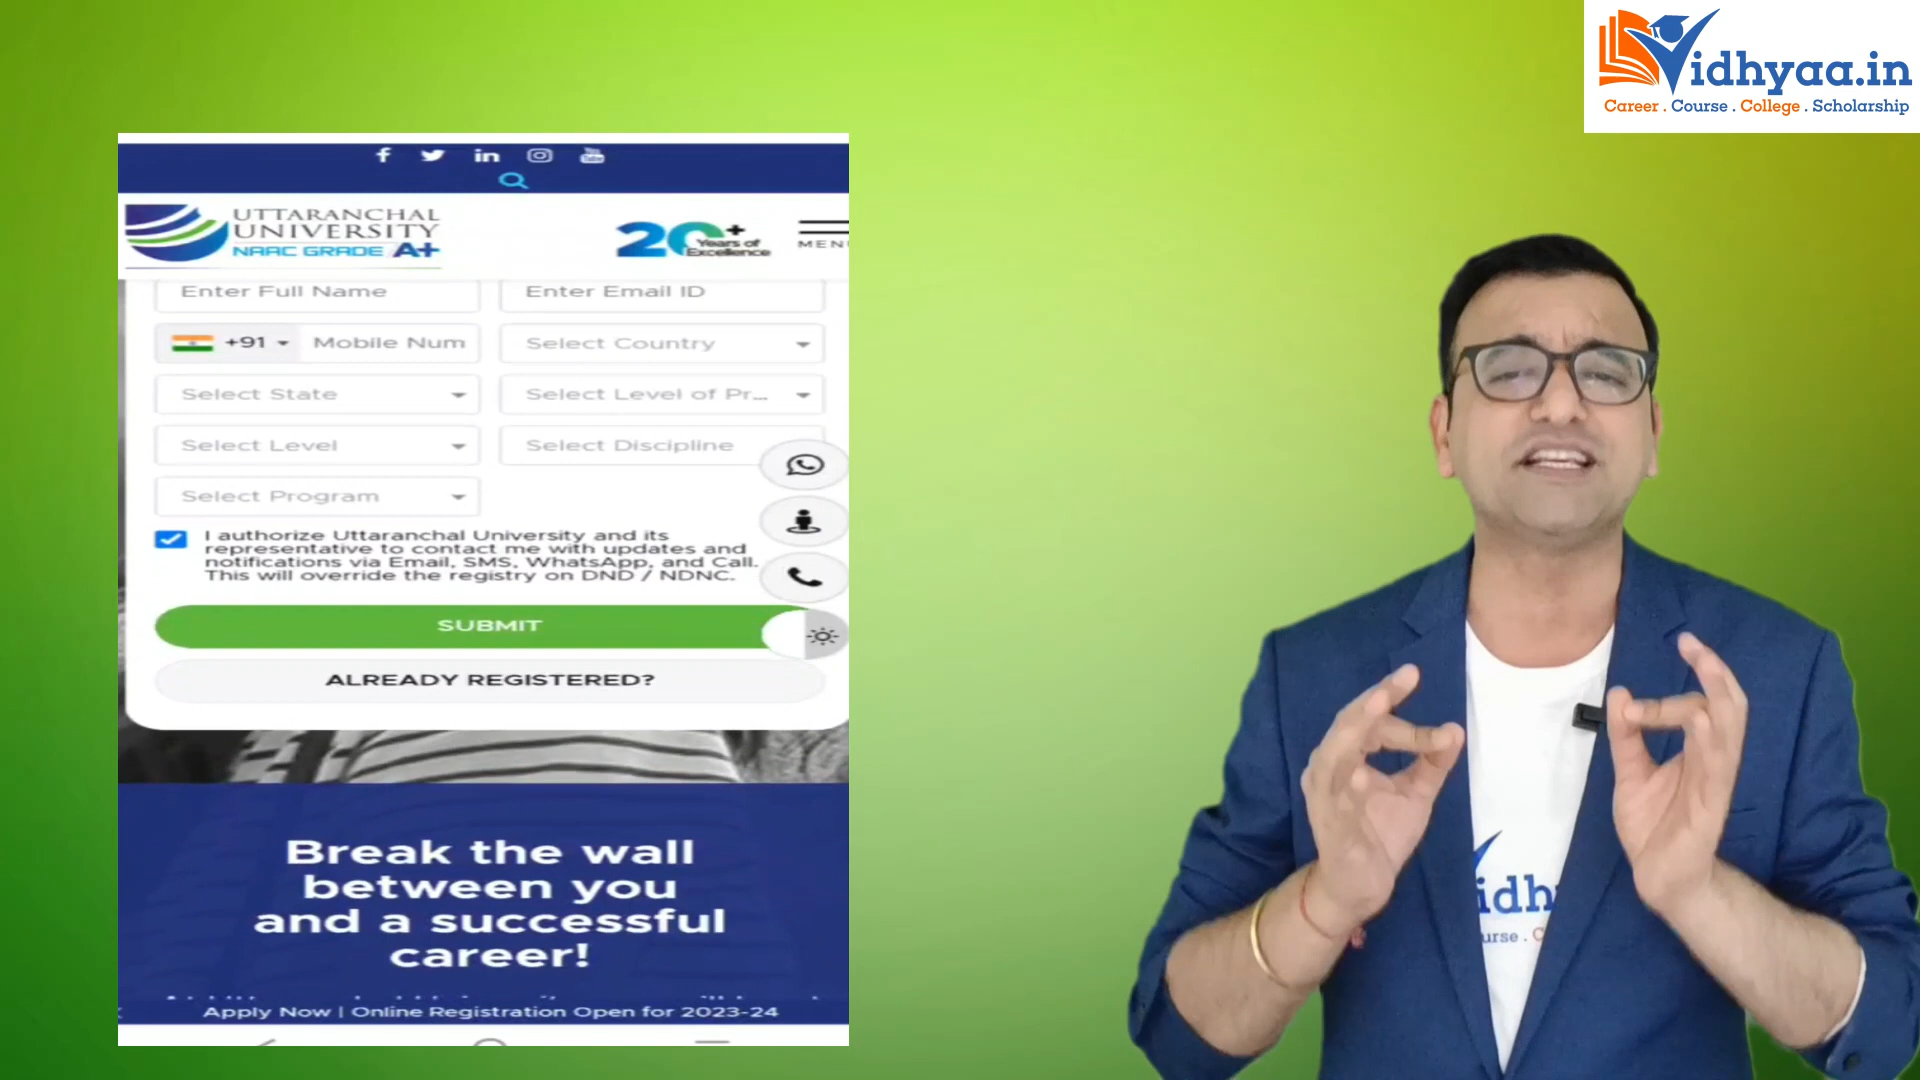 Vidhyaa.in
Career . Course . College . Scholarship
UTTARANCHAL
UNIVERSITY
NAAC GRADE A+
20+
Years of
Excellence
MEN
Enter Full Name
Enter Email ID
+91
Mobile Num
Select Country
Select State
Select Level of Pr...
Select Level
Select Discipline
Select Program
I authorize Uttaranchal University and its
representative to contact me with updates and
notifications via Email, SMS, WhatsApp, and Call.
This will override the registry on DND / NDNC.
SUBMIT
ALREADY REGISTERED?
Break the wall
between you
and a successful
career!
Apply Now | Online Registration Open for 2023-24
idh
urse . C